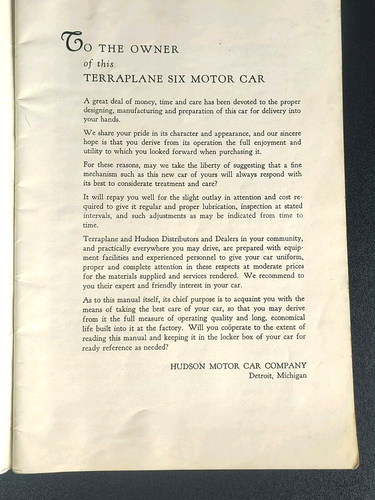 TO THE OWNER
of this
TERRAPLANE SIX MOTOR CAR
A great deal of money, time and care has been devoted to the proper
designing, manufacturing and preparation of this car for delivery into
your hands.
We share your pride in its character and appearance, and our sincere
hope is that you derive from its operation the full enjoyment and
utility to which you looked forward when purchasing it.
For these reasons, may we take the liberty of suggesting that a fine
mechanism such as this new car of yours will always respond with
its best to considerate treatment and care?
It will repay you well for the slight outlay in attention and cost re-
quired to give it regular and proper lubrication, inspection at stated
intervals, and such adjustments as may be indicated from time to
time.
Terraplane and Hudson Distributors and Dealers in your community,
and practically everywhere you may drive, are prepared with equip-
ment facilities and experienced personnel to give your car uniform,
proper and complete attention in these respects at moderate prices
for the materials supplied and services rendered. We recommend to
you their expert and friendly interest in your car.
As to this manual itself, its chief purpose is to acquaint you with the
means of taking the best care of your car, so that you may derive
from it the full measure of operating quality and long, economical
life built into it at the factory. Will you coöperate to the extent of
reading this manual and keeping it in the locker box of your car for
ready reference as needed?
HUDSON MOTOR CAR COMPANY
Detroit, Michigan